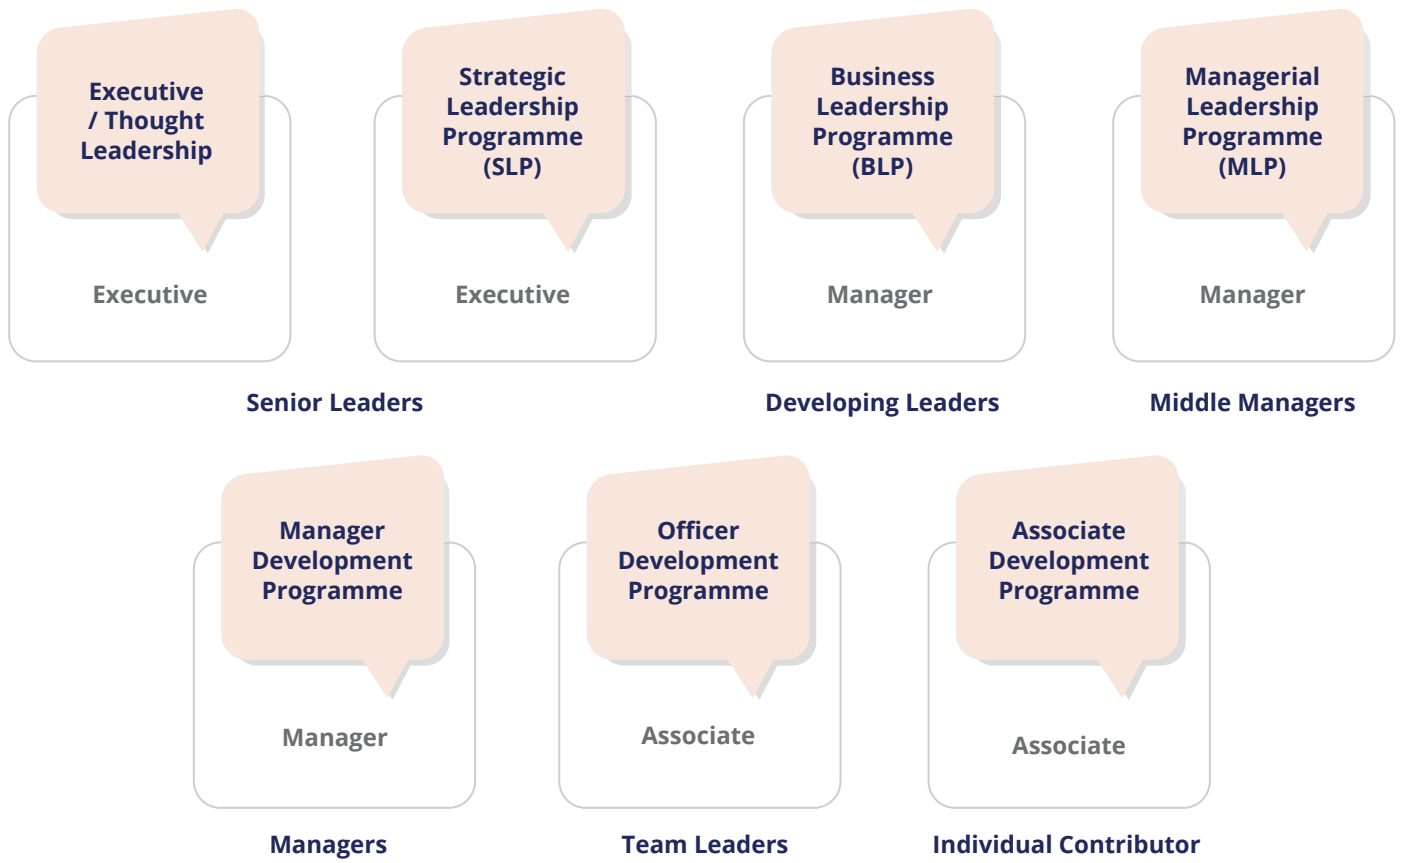 Executive
/ Thought
Leadership
Executive
Strategic
Leadership
Programme
(SLP)
Executive
Senior Leaders
Business
Leadership
Programme
(BLP)
Manager
Developing Leaders
Managerial
Leadership
Programme
(MLP)
Manager
Middle Managers
Manager
Development
Programme
Manager
Managers
Officer
Development
Programme
Associate
Team Leaders
Associate
Development
Programme
Associate
Individual Contributor